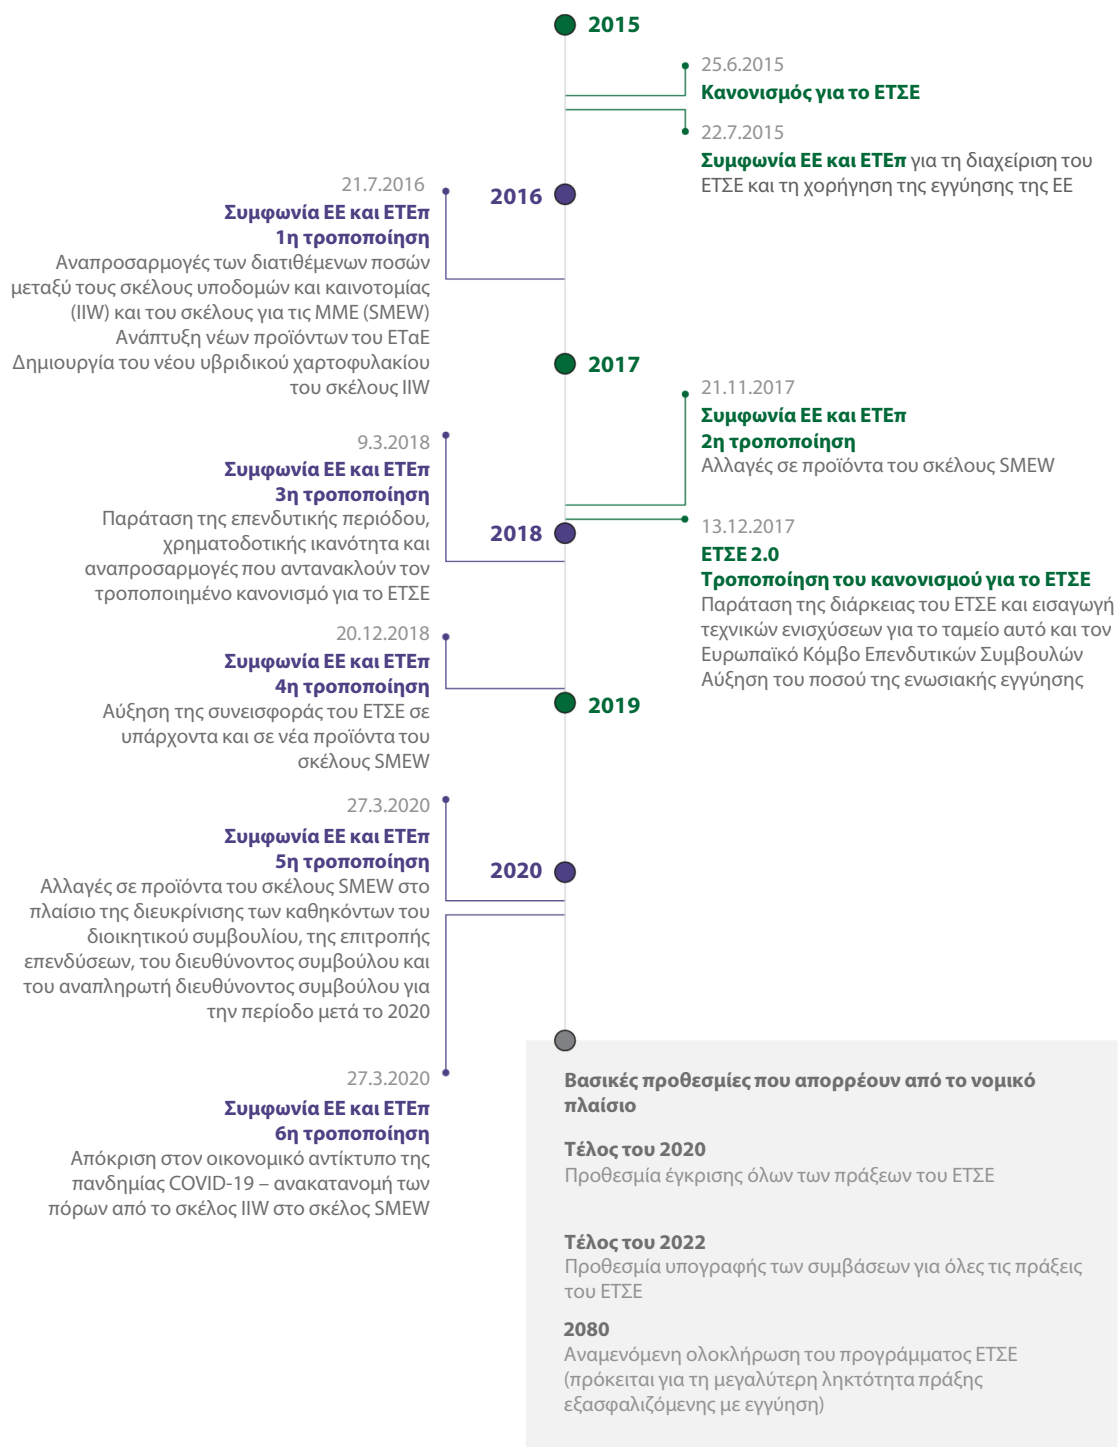 2015
25.6.2015
Κανονισμός για το ΕΤΣΕ
22.7.2015
Συμφωνία ΕΕ και ΕΤΕπ για τη διαχείριση του
ΕΤΣΕ και τη χορήγηση της εγγύησης της ΕΕ
2016
21.7.2016
Συμφωνία ΕΕ και ΕΤΕπ
1η τροποποίηση
Αναπροσαρμογές των διατιθέμενων ποσών
μεταξύ τους σκέλους υποδομών και καινοτομίας
(IIW) και του σκέλους για τις ΜΜΕ (SMEW)
Ανάπτυξη νέων προϊόντων του ΕΤαΕ
Δημιουργία του νέου υβριδικού χαρτοφυλακίου
του σκέλους IIW
2017
21.11.2017
Συμφωνία ΕΕ και ΕΤΕπ
2η τροποποίηση
Αλλαγές σε προϊόντα του σκέλους SMEW
13.12.2017
ΕΤΣΕ 2.0
Τροποποίηση του κανονισμού για το ΕΤΣΕ
Παράταση της διάρκειας του ΕΤΣΕ και εισαγωγή
τεχνικών ενισχύσεων για το ταμείο αυτό και τον
Ευρωπαϊκό Κόμβο Επενδυτικών Συμβουλών
Αύξηση του ποσού της ενωσιακής εγγύησης
2018
9.3.2018
Συμφωνία ΕΕ και ΕΤΕπ
3η τροποποίηση
Παράταση της επενδυτικής περιόδου,
χρηματοδοτικής ικανότητα και
αναπροσαρμογές που αντανακλούν τον
τροποποιημένο κανονισμό για το ΕΤΣΕ
20.12.2018
Συμφωνία ΕΕ και ΕΤΕπ
4η τροποποίηση
Αύξηση της συνεισφοράς του ΕΤΣΕ σε
υπάρχοντα και σε νέα προϊόντα του
σκέλους SMEW
2019
2020
27.3.2020
Συμφωνία ΕΕ και ΕΤΕπ
5η τροποποίηση
Αλλαγές σε προϊόντα του σκέλους SMEW στο
πλαίσιο της διευκρίνισης των καθηκόντων του
διοικητικού συμβουλίου, της επιτροπής
επενδύσεων, του διευθύνοντος συμβούλου και
του αναπληρωτή διευθύνοντος συμβούλου για
την περίοδο μετά το 2020
27.3.2020
Συμφωνία ΕΕ και ΕΤΕπ
6η τροποποίηση
Απόκριση στον οικονομικό αντίκτυπο της
πανδημίας COVID-19 – ανακατανομή των
πόρων από το σκέλος IIW στο σκέλος SMEW
Βασικές προθεσμίες που απορρέουν από το νομικό
πλαίσιο
Τέλος του 2020
Προθεσμία έγκρισης όλων των πράξεων του ΕΤΣΕ
Τέλος του 2022
Προθεσμία υπογραφής των συμβάσεων για όλες τις πράξεις
του ΕΤΣΕ
2080
Αναμενόμενη ολοκλήρωση του προγράμματος ΕΤΣΕ
(πρόκειται για τη μεγαλύτερη ληκτότητα πράξης
εξασφαλιζόμενης με εγγύηση)